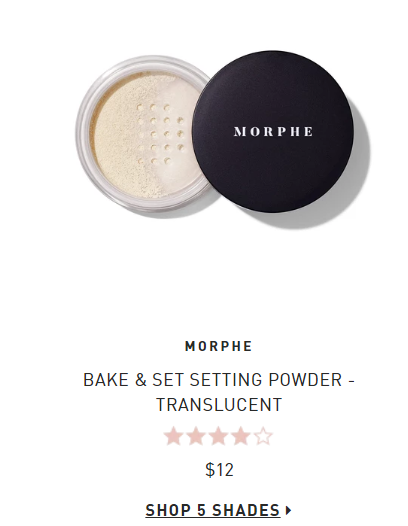 MORPHE
MORPHE
BAKE & SET SETTING POWDER -
TRANSLUCENT
$12
SHOP 5 SHADES